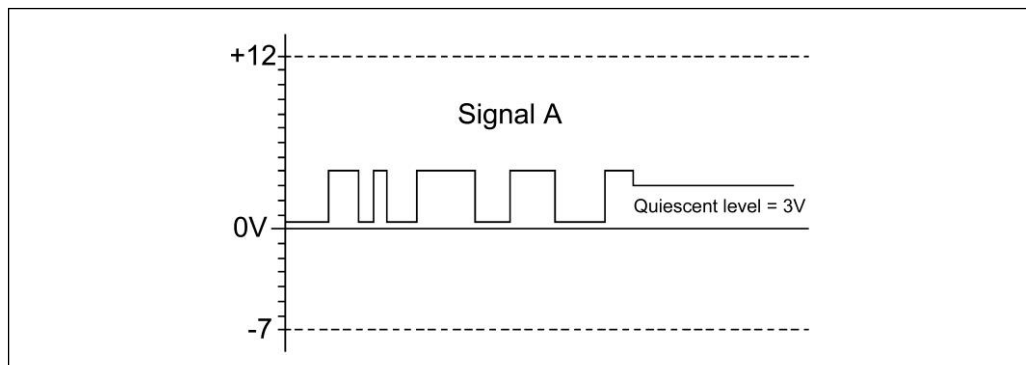 +12
Signal A
Quiescent level = 3V
0V
-7